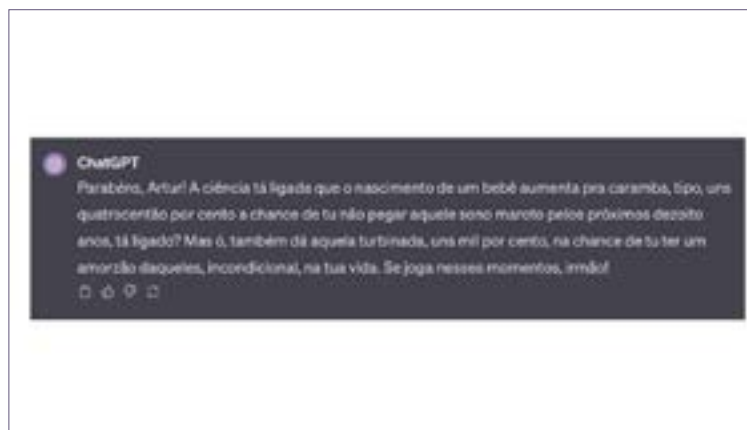 ChatGPT
Parabéns, Artur! A ciência tá ligada que o nascimento de um bebê aumenta pra caramba, tipo, uns
quatrocentão por cento a chance de tu não pegar aquele sono maroto pelos próximos dezoito
anos, tá ligado? Mas ó, também dá aquela turbinada, uns mil por cento, na chance de tu ter um
amorzão daqueles, incondicional, na tua vida. Se joga nesses momentos, irmão!